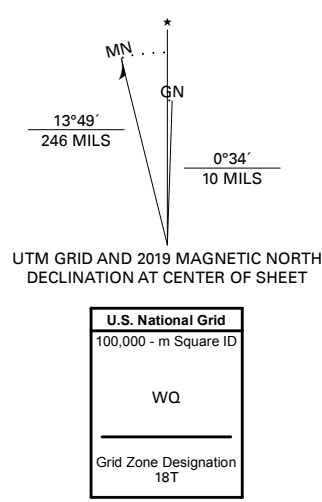 MN
GN
13°49´
246 MILS
0°34´
10 MILS
UTM GRID AND 2019 MAGNETIC NORTH
DECLINATION AT CENTER OF SHEET
U.S. National Grid
100,000 - m Square ID
WQ
Grid Zone Designation
18T